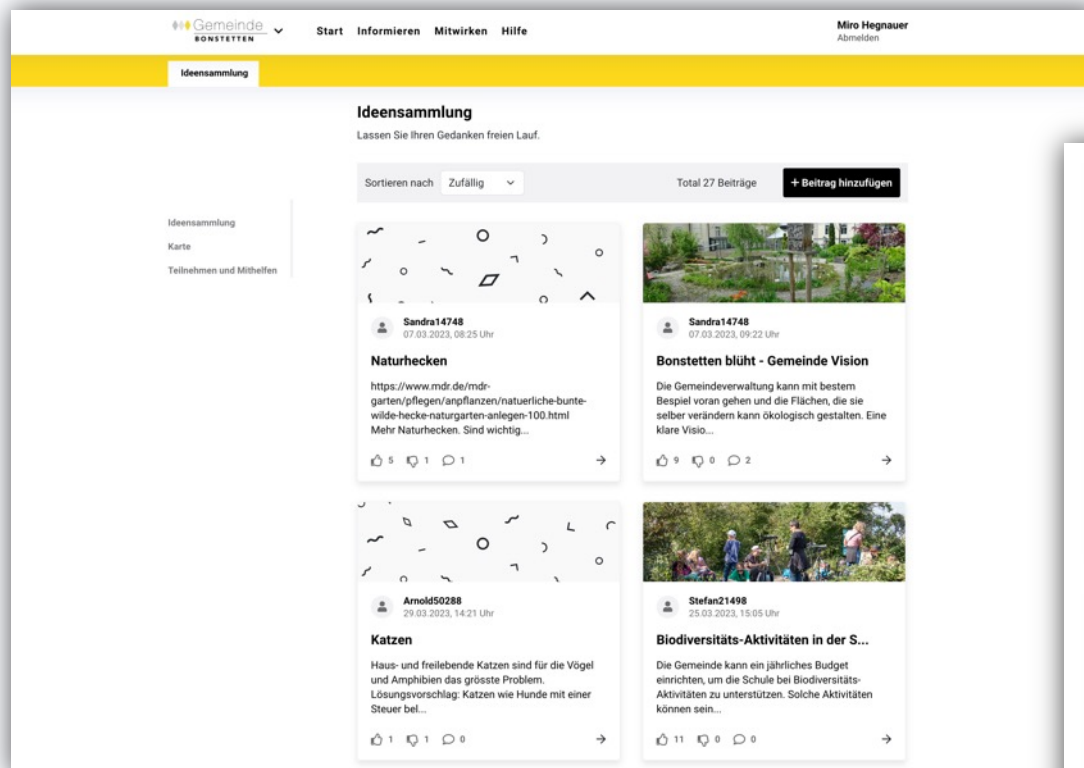 Gemeinde
BONSTETTEN
Start Informieren Mitwirken Hilfe
Miro Hegnauer
Abmelden
Ideensammlung
Ideensammlung
Lassen Sie Ihren Gedanken freien Lauf.
Sortieren nach Zufällig
Total 27 Beiträge
+ Beitrag hinzufügen
Ideensammlung
Karte
Teilnehmen und Mithelfen
Sandra14748
07.03.2023, 08:25 Uhr
Naturhecken
https://www.mdr.de/mdr-
garten/pflegen/anpflanzen/natuerliche-bunte-
wilde-hecke-naturgarten-anlegen-100.html
Mehr Naturhecken. Sind wichtig...
5 1 1
Sandra14748
07.03.2023, 09:22 Uhr
Bonstetten blüht - Gemeinde Vision
Die Gemeindeverwaltung kann mit bestem
Bespiel voran gehen und die Flächen, die sie
selber verändern kann ökologisch gestalten. Eine
klare Visio...
9 0 2
Arnold50288
29.03.2023, 14:21 Uhr
Katzen
Haus- und freilebende Katzen sind für die Vögel
und Amphibien das grösste Problem.
Lösungsvorschlag: Katzen wie Hunde mit einer
Steuer bel...
1 1 0
Stefan21498
25.03.2023, 15:05 Uhr
Biodiversitäts-Aktivitäten in der S...
Die Gemeinde kann ein jährliches Budget
einrichten, um die Schule bei Biodiversitäts-
Aktivitäten zu unterstützen. Solche Aktivitäten
können sein...
11 0 0